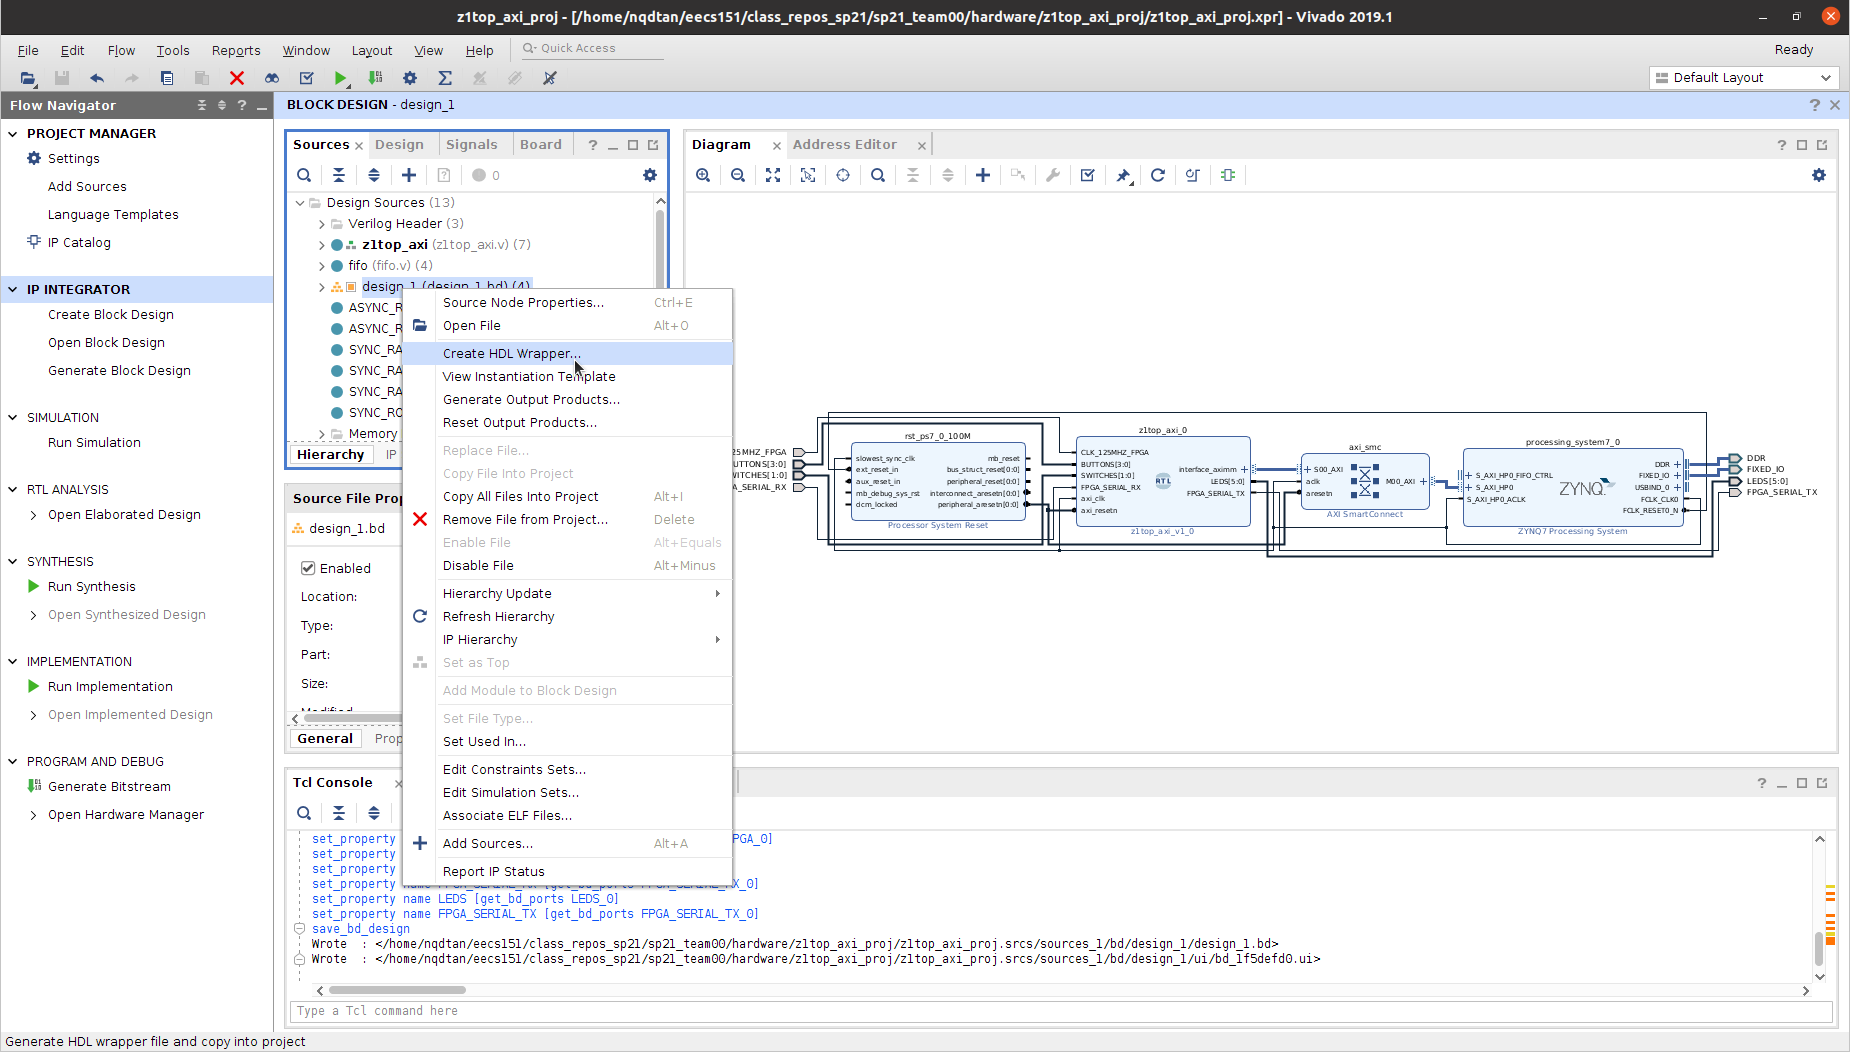 z1top_axi_proj - [/home/nqdtan/eecs151/class_repos_sp21/sp21_team00/hardware/z1top_axi_proj/z1top_axi_proj.xpr] - Vivado 2019.1
File Edit Flow Tools Reports Window Layout View Help Quick Access
Ready
Default Layout
Flow Navigator
PROJECT MANAGER
Settings
Add Sources
Language Templates
IP Catalog
IP INTEGRATOR
Create Block Design
Open Block Design
Generate Block Design
SIMULATION
Run Simulation
RTL ANALYSIS
Open Elaborated Design
SYNTHESIS
Run Synthesis
Open Synthesized Design
IMPLEMENTATION
Run Implementation
Open Implemented Design
PROGRAM AND DEBUG
Generate Bitstream
Open Hardware Manager
BLOCK DESIGN - design_1
Sources Design Signals Board
0
Design Sources (13)
Verilog Header (3)
z1top_axi (z1top_axi.v) (7)
fifo (fifo.v) (4)
design_1 (design_1.bd) (4)
ASYNC_R
ASYNC_R
SYNC_RA
SYNC_RA
SYNC_RA
SYNC_RO
Memory
Hierarchy IP
Source File Prop
design_1.bd
Enabled
Location:
Type:
Part:
Size:
Modified
General Prop
Source Node Properties... Ctrl+E
Open File Alt+O
Create HDL Wrapper...
View Instantiation Template
Generate Output Products...
Reset Output Products...
Replace File...
Copy File Into Project
Copy All Files Into Project Alt+I
Remove File from Project... Delete
Enable File Alt+Equals
Disable File Alt+Minus
Hierarchy Update
Refresh Hierarchy
IP Hierarchy
Set as Top
Add Module to Block Design
Set File Type...
Set Used In...
Edit Constraints Sets...
Edit Simulation Sets...
Associate ELF Files...
Add Sources... Alt+A
Report IP Status
Diagram Address Editor
125MHZ_FPGA
UTTONS[3:0]
WITCHES[1:0]
A_SERIAL_RX
rst_ps7_0_100M
slowest_sync_clk
ext_reset_in
aux_reset_in
mb_debug_sys_rst
dcm_locked
mb_reset
bus_struct_reset[0:0]
peripheral_reset[0:0]
interconnect_aresetn[0:0]
peripheral_aresetn[0:0]
Processor System Reset
z1top_axi_0
CLK_125MHZ_FPGA
BUTTONS[3:0]
SWITCHES[1:0]
FPGA_SERIAL_RX
axi_clk
axi_resetn
RTL
interface_aximm
LEDS[5:0]
FPGA_SERIAL_TX
z1top_axi_v1_0
axi_smc
S00_AXI
aclk
aresetn
M00_AXI
AXI SmartConnect
processing_system7_0
S_AXI_HP0_FIFO_CTRL
S_AXI_HP0
S_AXI_HP0_ACLK
ZYNQ
DDR
FIXED_IO
USBIND_0
FCLK_CLK0
FCLK_RESET0_N
ZYNQ7 Processing System
DDR
FIXED_IO
LEDS[5:0]
FPGA_SERIAL_TX
Tcl Console
set_property PGA_0]
set_property
set_property
set_property name FPGA_SERIAL_RX [get_bd_ports FPGA_SERIAL_RX_0]
set_property name LEDS [get_bd_ports LEDS_0]
set_property name FPGA_SERIAL_TX [get_bd_ports FPGA_SERIAL_TX_0]
save_bd_design
Wrote : </home/nqdtan/eecs151/class_repos_sp21/sp21_team00/hardware/z1top_axi_proj/z1top_axi_proj.srcs/sources_1/bd/design_1/design_1.bd>
Wrote : </home/nqdtan/eecs151/class_repos_sp21/sp21_team00/hardware/z1top_axi_proj/z1top_axi_proj.srcs/sources_1/bd/design_1/ui/bd_1f5defd0.ui>
Type a Tcl command here
Generate HDL wrapper file and copy into project